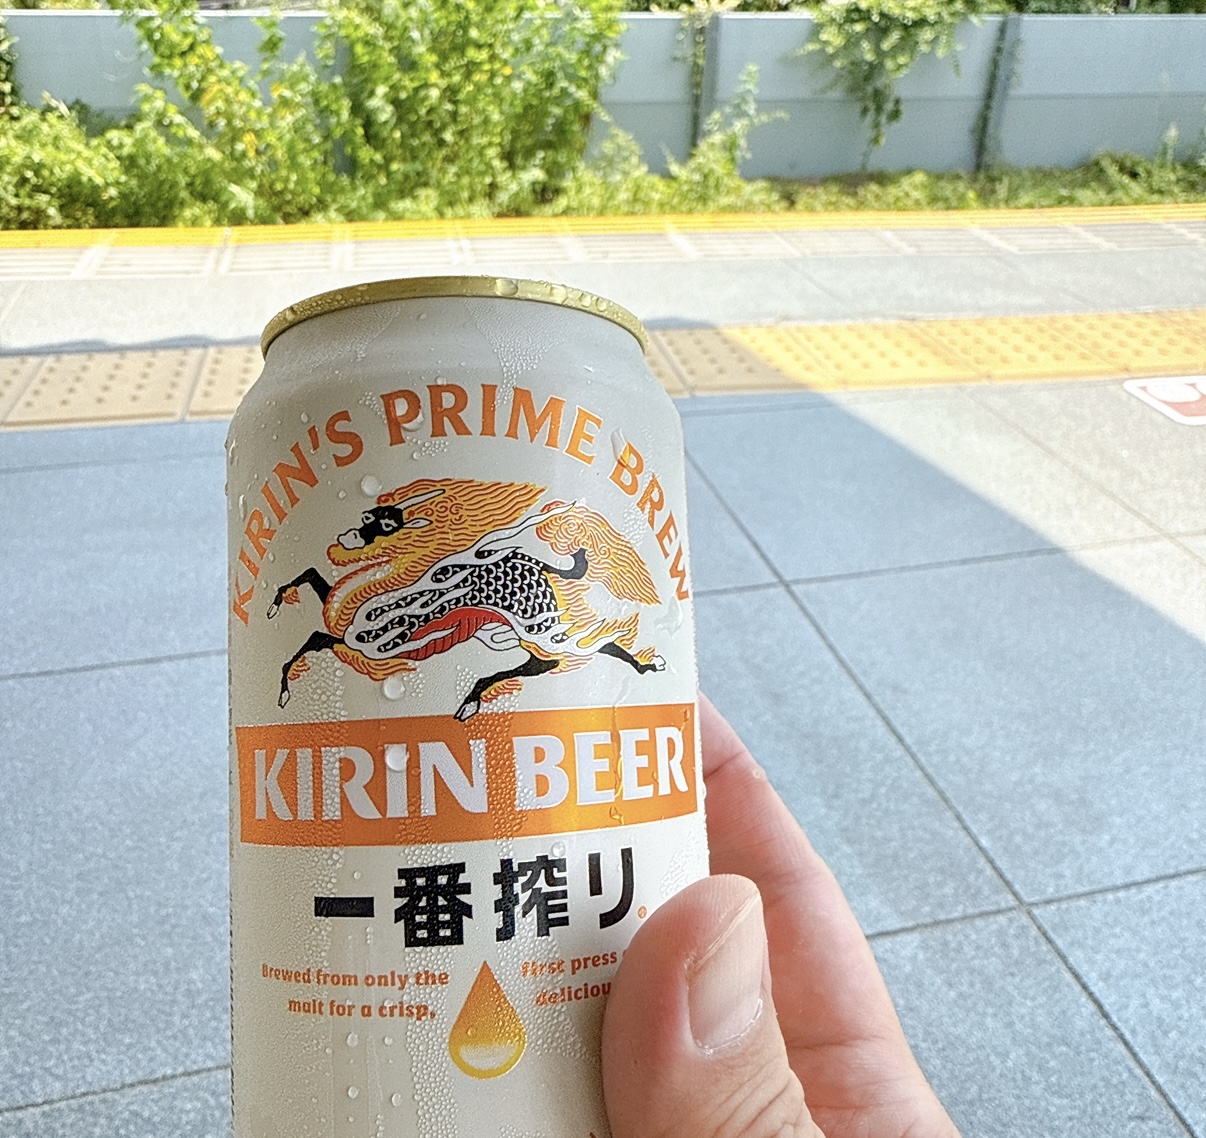 KIRIN'S PRIME BREW
KIRIN BEER
一番搾り
Brewed from only the
malt for a crisp,
first press